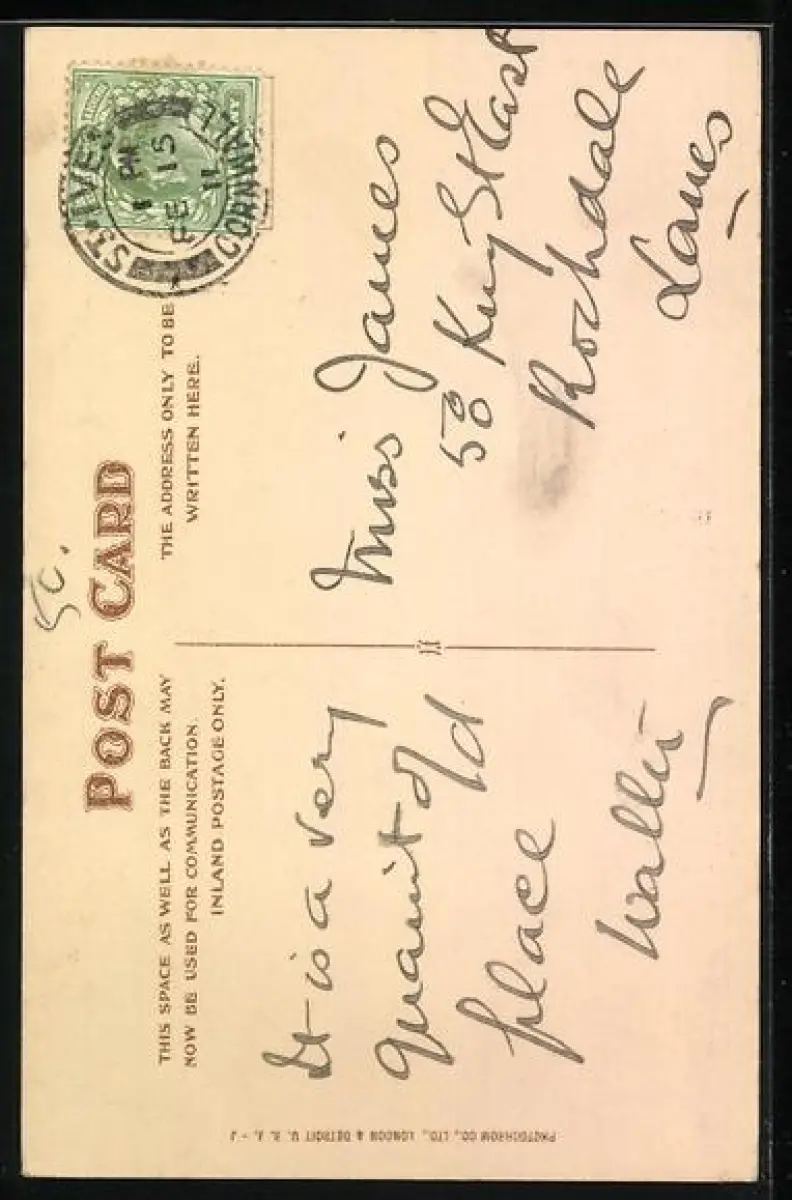 5c.
POST CARD
THIS SPACE AS WELL AS THE BACK MAY
NOW BE USED FOR COMMUNICATION.
INLAND POSTAGE ONLY.
THE ADDRESS ONLY TO BE
WRITTEN HERE.
ST. IVES
1 PM
FE 15
11
CORNWALL
It is a very
quaint old
place
Miss James
58 King St East
Rochdale
Lancs
PHOTOCHROM CO., LTD., LONDON & DETROIT U.S.A. - J